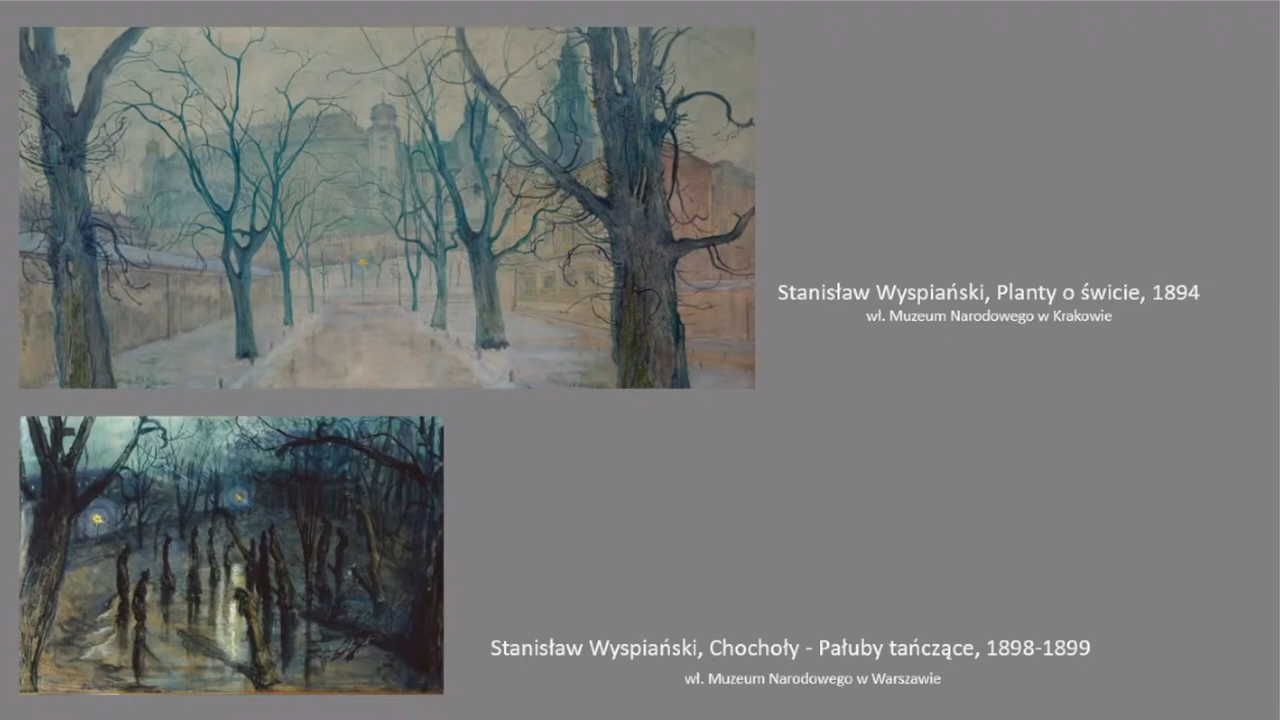 Stanisław Wyspiański, Planty o świcie, 1894
wł. Muzeum Narodowego w Krakowie
Stanisław Wyspiański, Chochoły - Pałuby tańczące, 1898-1899
wł. Muzeum Narodowego w Warszawie